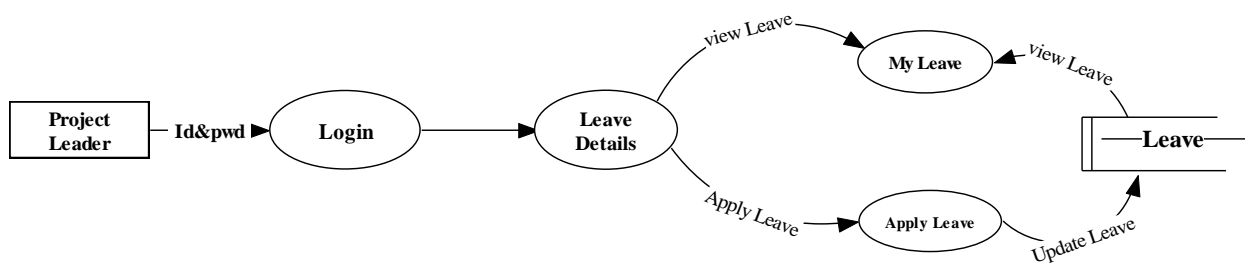 Project
Leader
Id&pwd
Login
Leave
Details
view Leave
My Leave
view Leave
Leave
Apply Leave
Apply Leave
Update Leave